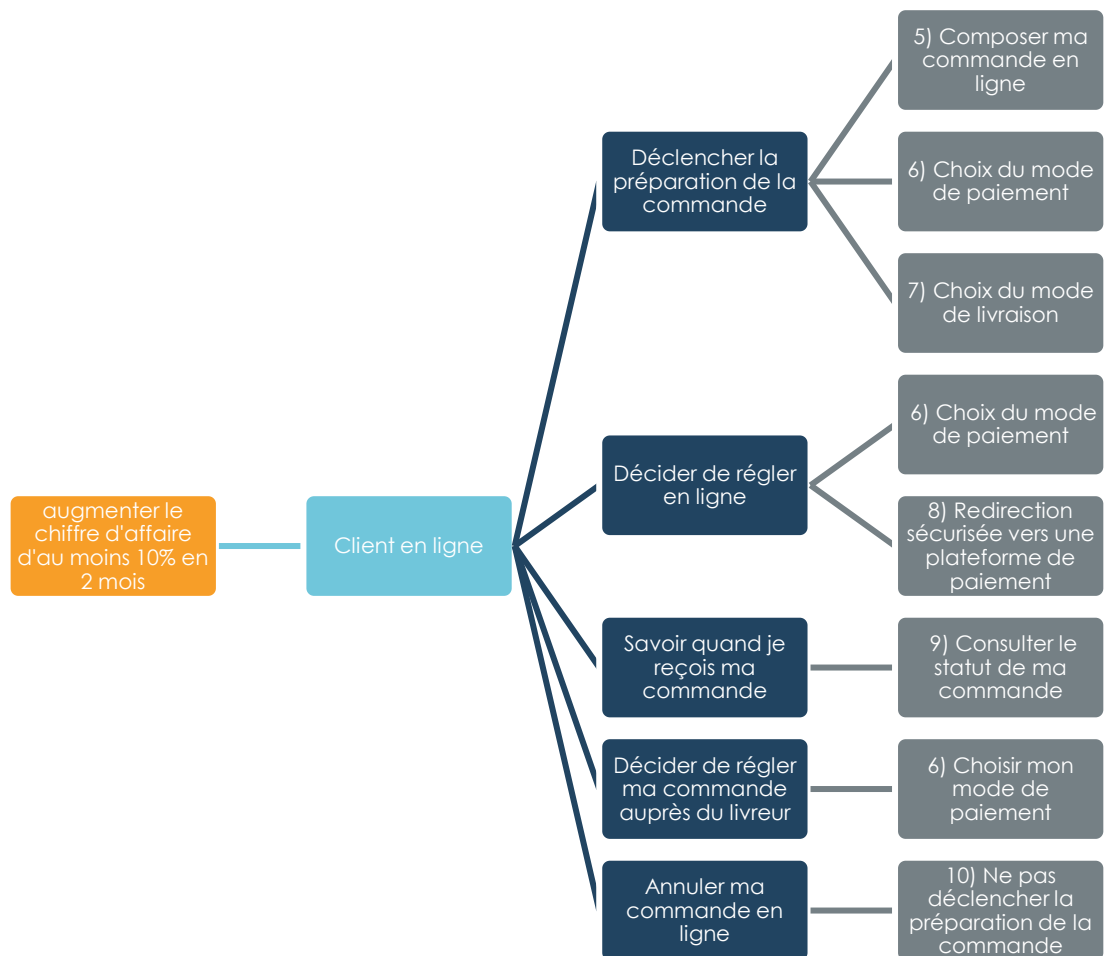 augmenter le
chiffre d'affaire
d'au moins 10% en
2 mois
Client en ligne
Déclencher la
préparation de la
commande
5) Composer ma
commande en
ligne
6) Choix du mode
de paiement
7) Choix du mode
de livraison
Décider de régler
en ligne
6) Choix du mode
de paiement
8) Redirection
sécurisée vers une
plateforme de
paiement
Savoir quand je
reçois ma
commande
9) Consulter le
statut de ma
commande
Décider de régler
ma commande
auprès du livreur
6) Choisir mon
mode de
paiement
Annuler ma
commande en
ligne
10) Ne pas
déclencher la
préparation de la
commande